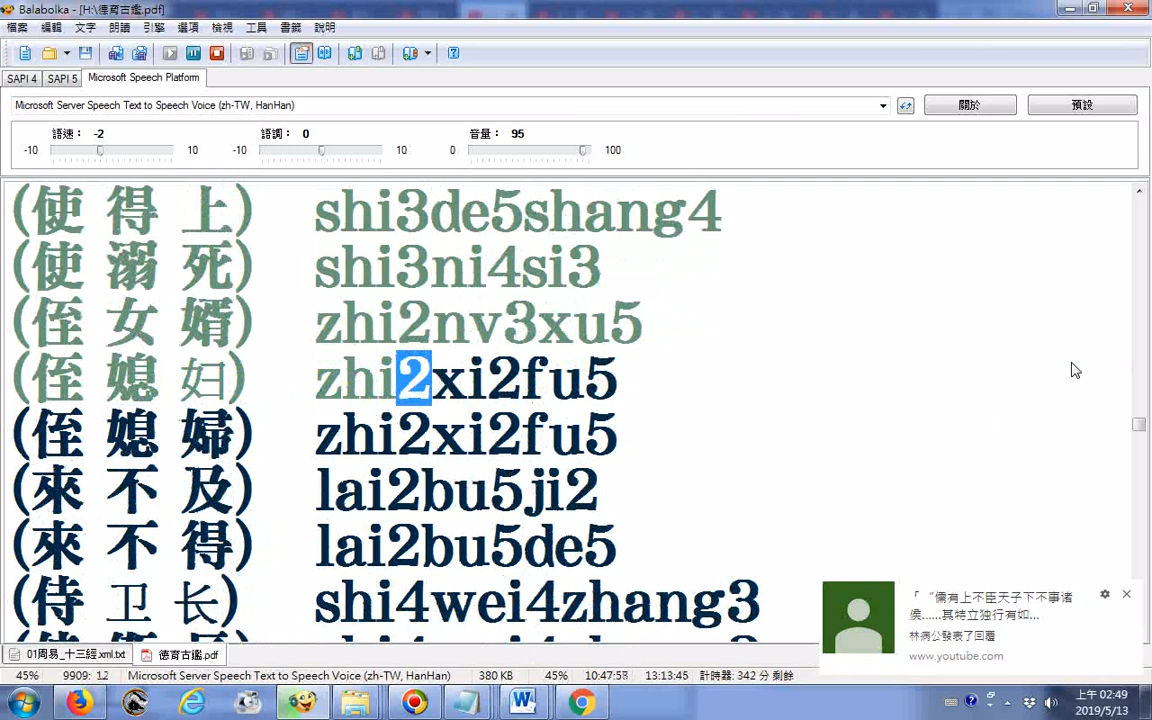 Balabolka - [H:\德育古鑑.pdf]
檔案 編輯 文字 朗讀 引擎 選項 檢視 工具 書籤 說明
SAPI 4 SAPI 5 Microsoft Speech Platform
Microsoft Server Speech Text to Speech Voice (zh-TW, HanHan) 關於 預設
語速： -2 語調： 0 音量： 95
-10 10 -10 10 0 100
(使 得 上) shi3de5shang4
(使 溺 死) shi3ni4si3
(侄 女 婿) zhi2nv3xu5
(侄 媳 妇) zhi2xi2fu5
(侄 媳 婦) zhi2xi2fu5
(來 不 及) lai2bu5ji2
(來 不 得) lai2bu5de5
(侍 卫 长) shi4wei4zhang3
「 “儒有上不臣天子下不事诸
侯......其特立独行有如...
林病公發表了回覆
www.youtube.com
01周易_十三經.xml.txt 德育古鑑.pdf
45% 9909: 12 Microsoft Server Speech Text to Speech Voice (zh-TW, HanHan) 380 KB 45% 10:47:58 13:13:45 計時器: 342 分 剩餘
上午 02:49
2019/5/13